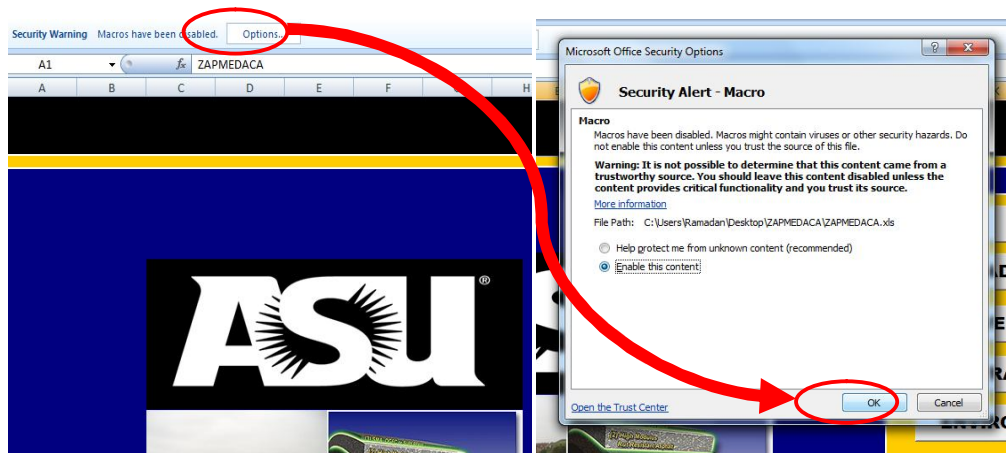 Security Warning Macros have been disabled. Options...
A1 fx ZAPMEDACA
A B C D E F G H
ASU®
Microsoft Office Security Options
Security Alert - Macro
Macro
Macros have been disabled. Macros might contain viruses or other security hazards. Do
not enable this content unless you trust the source of this file.
Warning: It is not possible to determine that this content came from a
trustworthy source. You should leave this content disabled unless the
content provides critical functionality and you trust its source.
More information
File Path: C:\Users\Ramadan\Desktop\ZAPMEDACA\ZAPMEDACA.xls
Help protect me from unknown content (recommended)
Enable this content
Open the Trust Center
OK Cancel